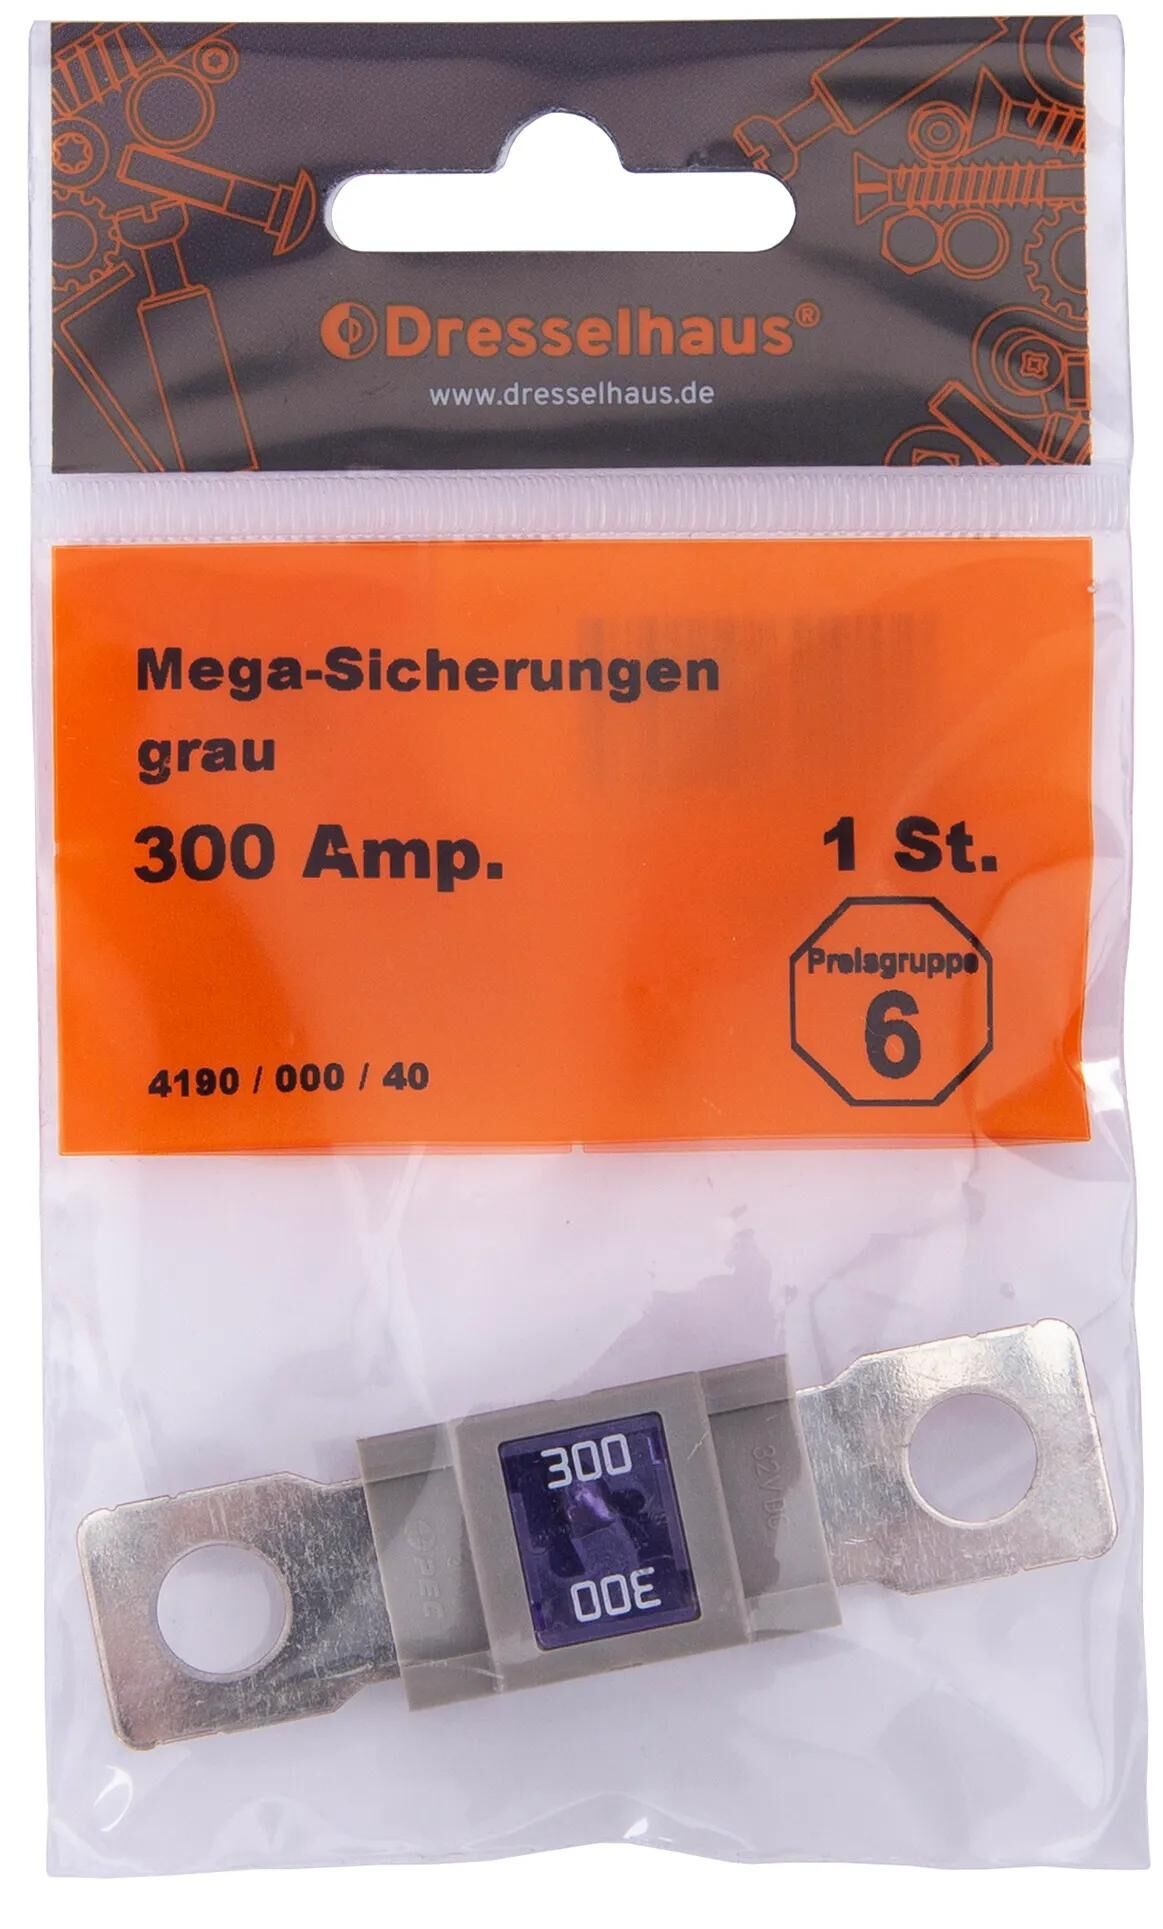 Dresselhaus®
www.dresselhaus.de
Mega-Sicherungen
grau
300 Amp.
1 St.
Preisgruppe
6
4190 / 000 / 40
300
32V DC
PEC
300